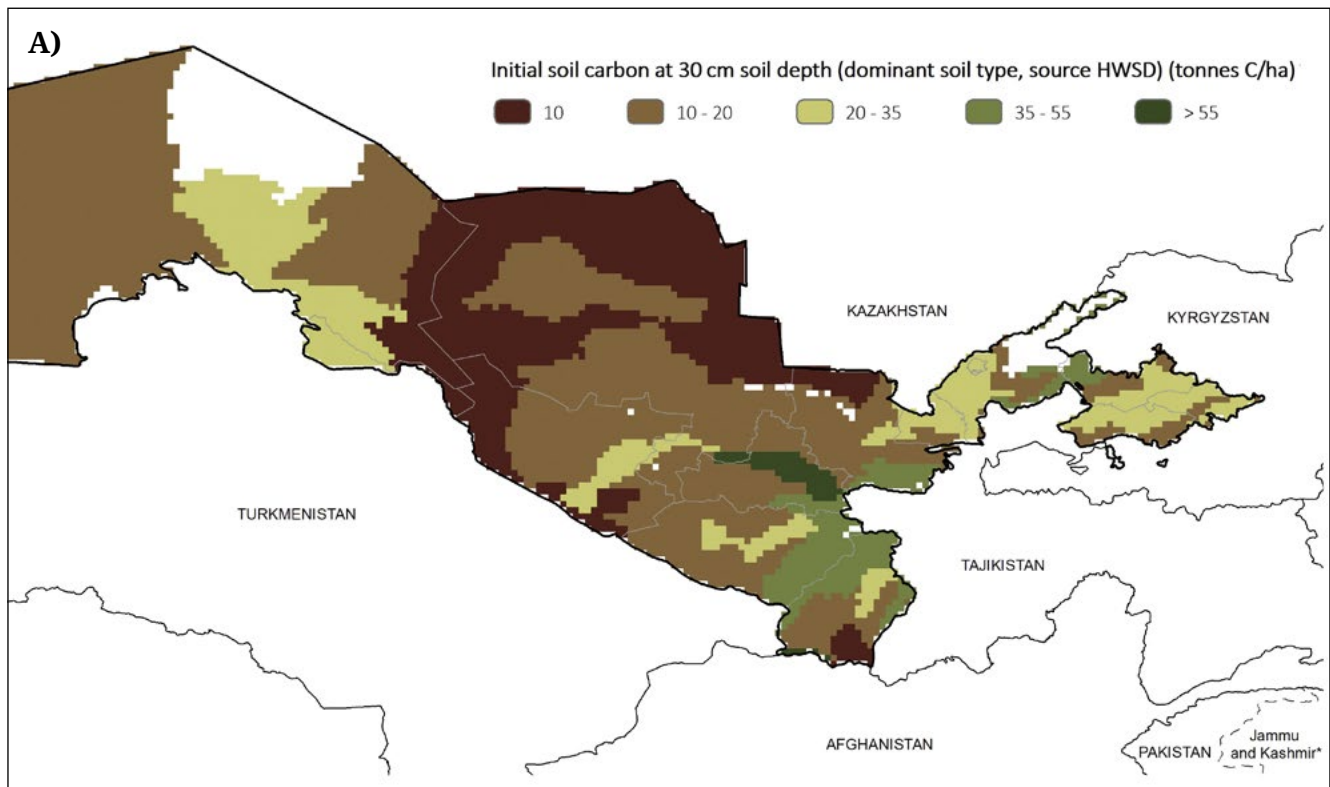 A)
Initial soil carbon at 30 cm soil depth (dominant soil type, source HWSD) (tonnes C/ha)
10 10 - 20 20 - 35 35 - 55 > 55
KAZAKHSTAN
KYRGYZSTAN
TURKMENISTAN
TAJIKISTAN
AFGHANISTAN
PAKISTAN
Jammu
and Kashmir*